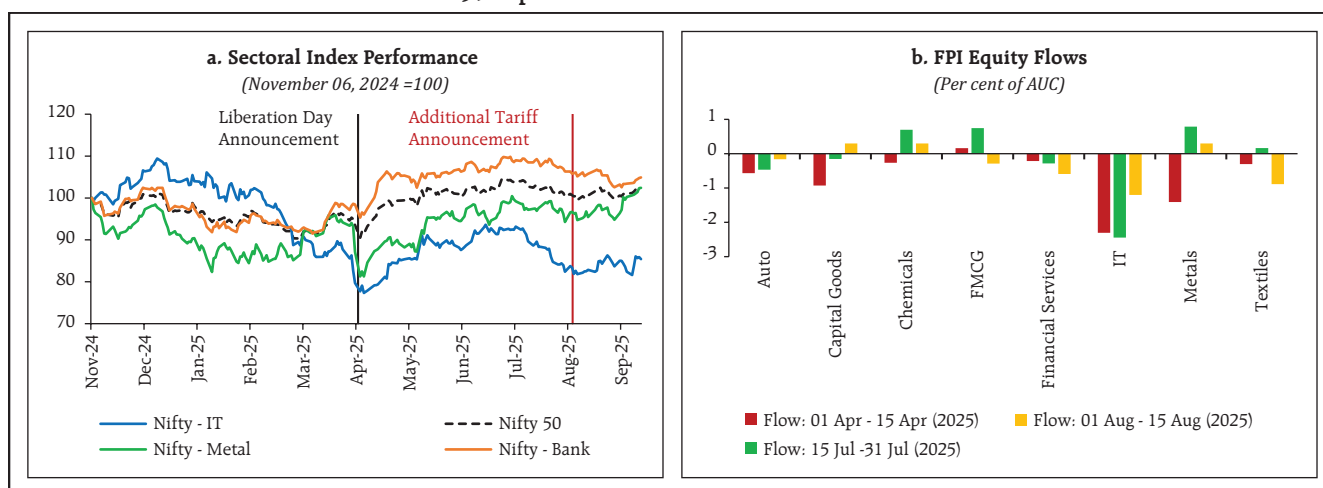 a. Sectoral Index Performance
(November 06, 2024 =100)
120
110
100
90
80
70
Liberation Day
Announcement
Additional Tariff
Announcement
Nov-24
Dec-24
Jan-25
Feb-25
Mar-25
Apr-25
May-25
Jun-25
Jul-25
Aug-25
Sep-25
Nifty - IT
Nifty 50
Nifty - Metal
Nifty - Bank
b. FPI Equity Flows
(Per cent of AUC)
1
0
-1
-2
-3
Auto
Capital Goods
Chemicals
FMCG
Financial Services
IT
Metals
Textiles
Flow: 01 Apr - 15 Apr (2025)
Flow: 01 Aug - 15 Aug (2025)
Flow: 15 Jul -31 Jul (2025)